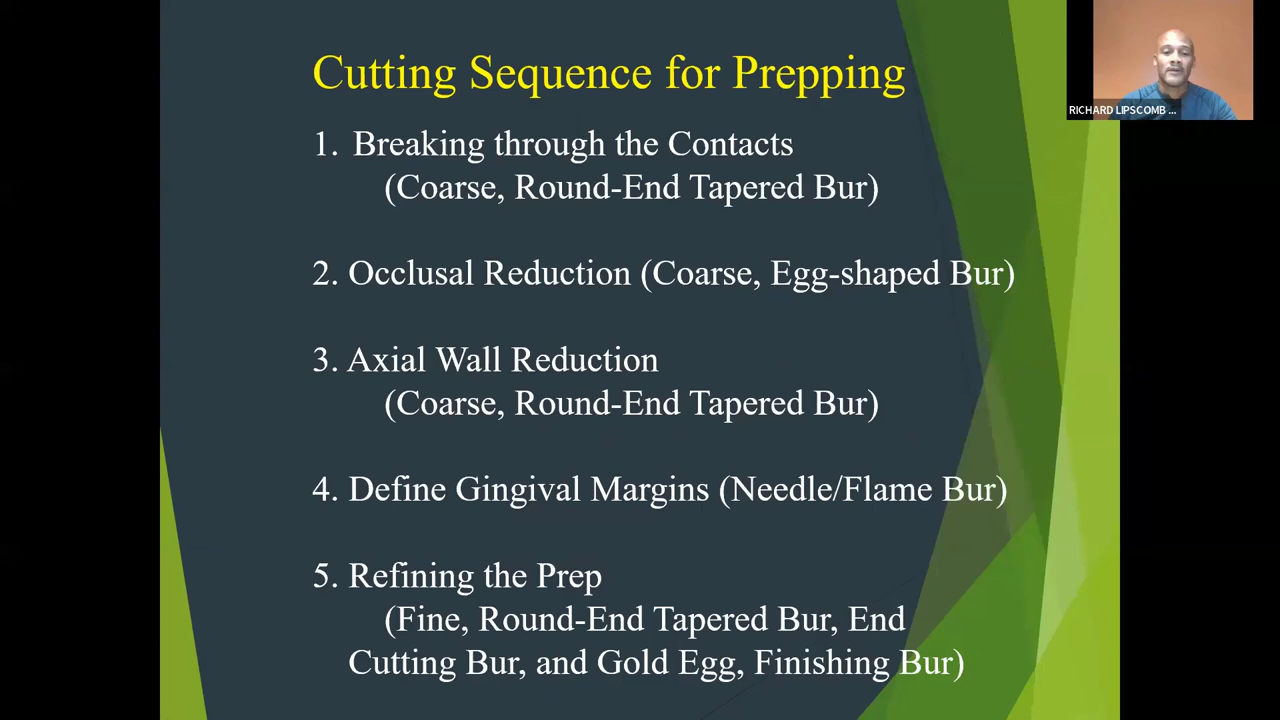 Cutting Sequence for Prepping
RICHARD LIPSCOMB ...
1. Breaking through the Contacts
(Coarse, Round-End Tapered Bur)
2. Occlusal Reduction (Coarse, Egg-shaped Bur)
3. Axial Wall Reduction
(Coarse, Round-End Tapered Bur)
4. Define Gingival Margins (Needle/Flame Bur)
5. Refining the Prep
(Fine, Round-End Tapered Bur, End
Cutting Bur, and Gold Egg, Finishing Bur)